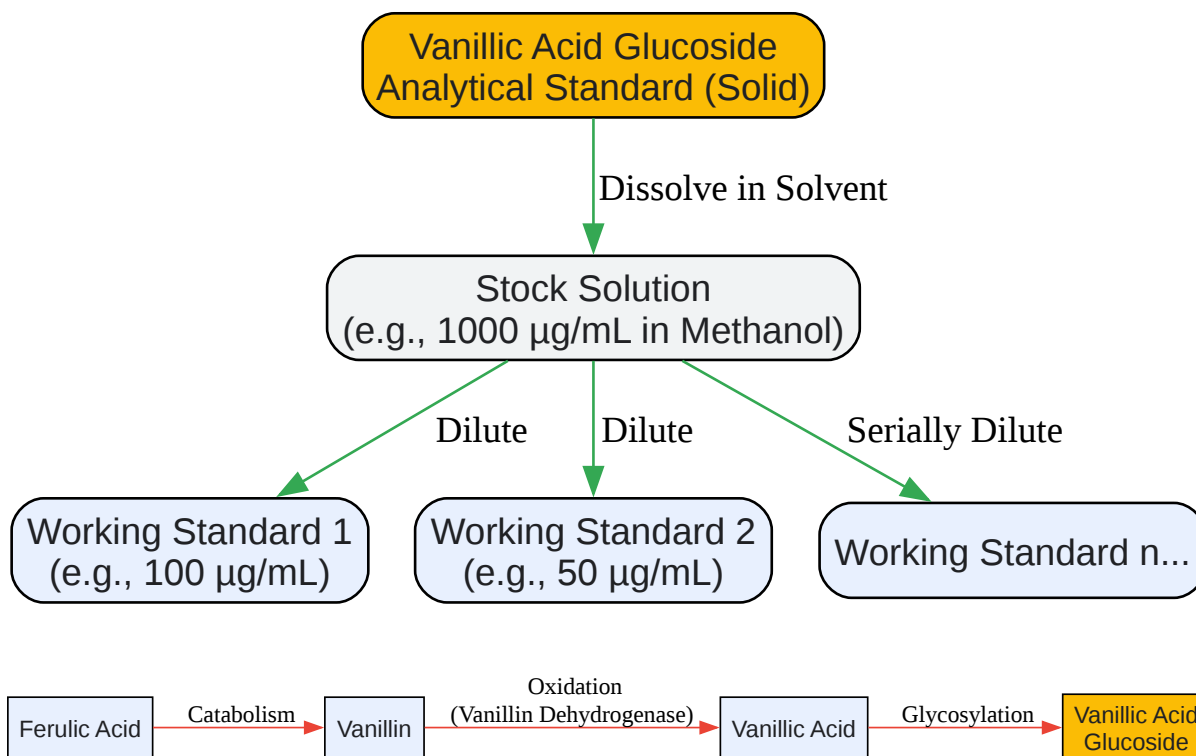 Vanillic Acid Glucoside
Analytical Standard (Solid)
Dissolve in Solvent
Stock Solution
(e.g., 1000 µg/mL in Methanol)
Dilute
Dilute
Serially Dilute
Working Standard 1
(e.g., 100 µg/mL)
Working Standard 2
(e.g., 50 µg/mL)
Working Standard n...
Ferulic Acid
Catabolism
Vanillin
Oxidation
(Vanillin Dehydrogenase)
Vanillic Acid
Glycosylation
Vanillic Acid
Glucoside